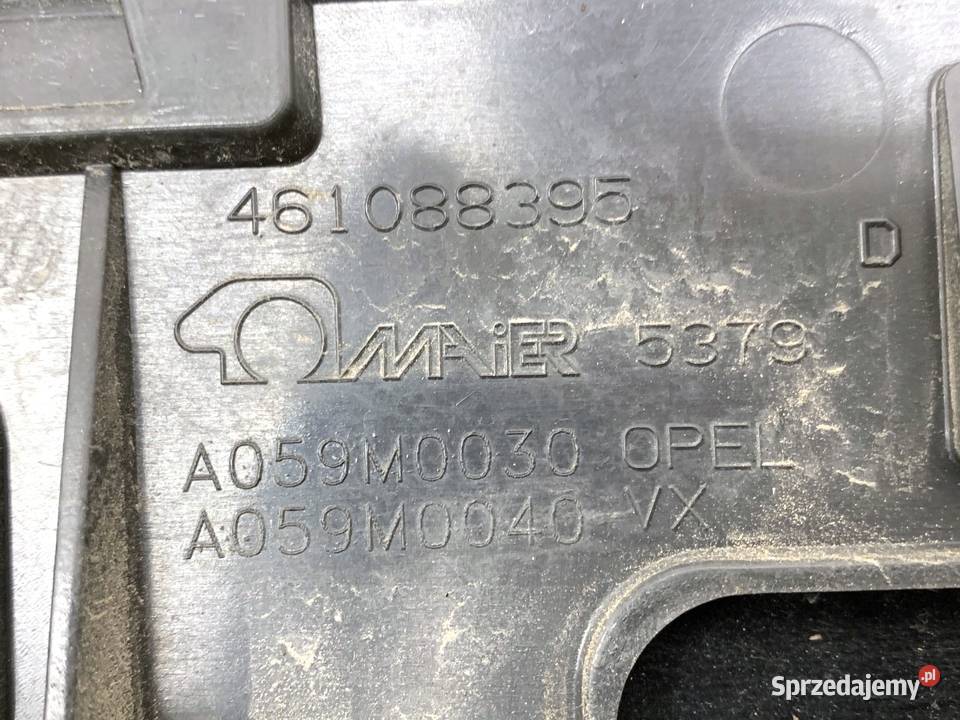 461088395
D
MAiER 5379
A059M0030 OPEL
A059M0040 VX
Sprzedajemy.pl